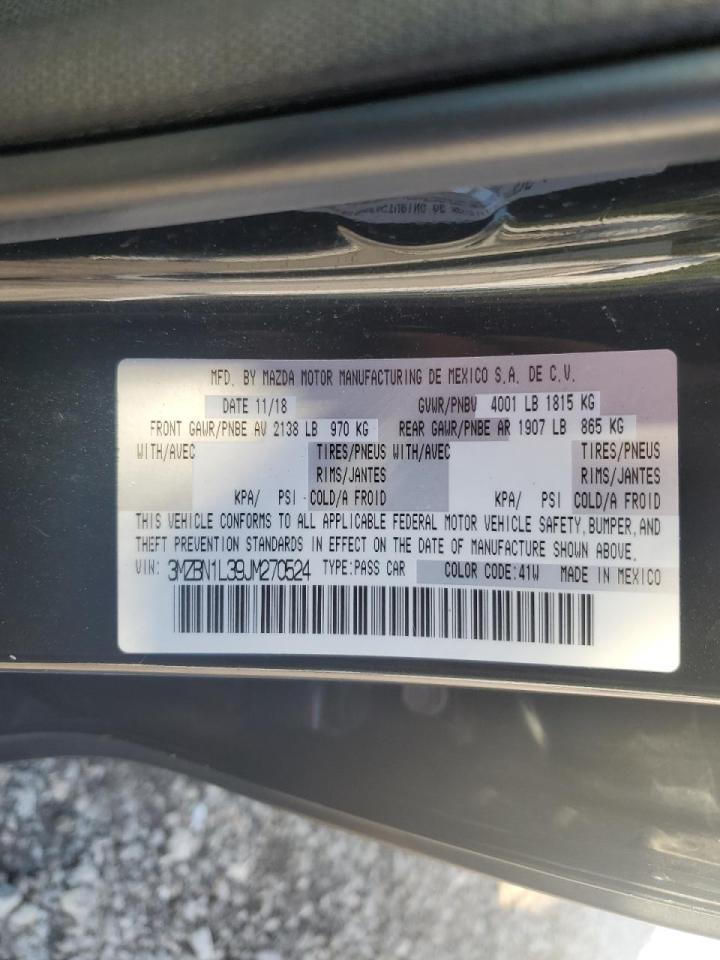 MFD. BY MAZDA MOTOR MANUFACTURING DE MEXICO S.A. DE C.V.
DATE 11/18 GVWR/PNBV 4001 LB 1815 KG
FRONT GAWR/PNBE AV 2138 LB 970 KG REAR GAWR/PNBE AR 1907 LB 865 KG
WITH/AVEC TIRES/PNEUS WITH/AVEC TIRES/PNEUS
RIMS/JANTES RIMS/JANTES
KPA/ PSI COLD/A FROID KPA/ PSI COLD/A FROID
THIS VEHICLE CONFORMS TO ALL APPLICABLE FEDERAL MOTOR VEHICLE SAFETY, BUMPER, AND
THEFT PREVENTION STANDARDS IN EFFECT ON THE DATE OF MANUFACTURE SHOWN ABOVE.
VIN: 3MZBN1L39JM270524 TYPE:PASS CAR COLOR CODE:41W MADE IN MEXICO